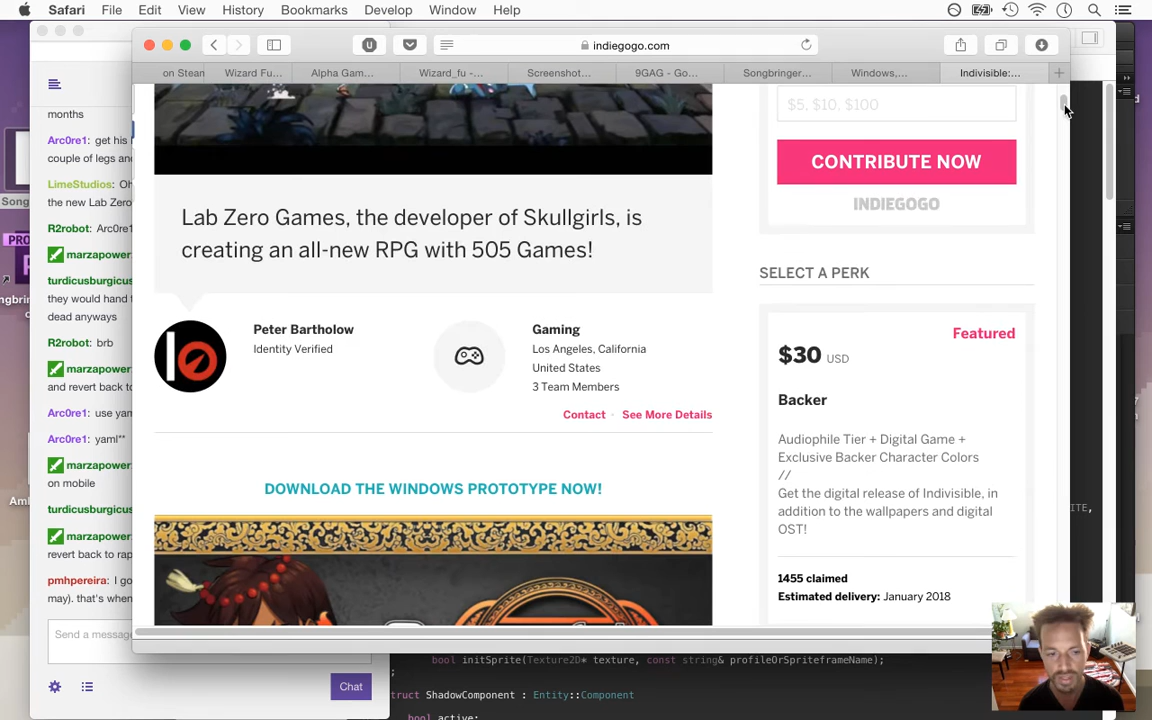 Safari File Edit View History Bookmarks Develop Window Help
indiegogo.com
on Stean Wizard Fu... Alpha Gam... Wizard_fu -... Screenshot... 9GAG - Go... Songbringer... Windows,... Indivisible:...
months
Arc0re1: get his
couple of legs and
LimeStudios: Oh
the new Lab Zero
R2robot: Arc0re1
marzapower:
turdicusburgicus
they would hand
dead anyways
R2robot: brb
marzapower:
and revert back to
Arc0re1: use yam
Arc0re1: yaml**
marzapower:
on mobile
turdicusburgicus
marzapower:
revert back to rap
pmhpereira: I go
may). that's when
Send a message
Chat
Lab Zero Games, the developer of Skullgirls, is
creating an all-new RPG with 505 Games!
Peter Bartholow
Identity Verified
Gaming
Los Angeles, California
United States
3 Team Members
Contact · See More Details
DOWNLOAD THE WINDOWS PROTOTYPE NOW!
$5, $10, $100
CONTRIBUTE NOW
INDIEGOGO
SELECT A PERK
Featured
$30 USD
Backer
Audiophile Tier + Digital Game +
Exclusive Backer Character Colors
//
Get the digital release of Indivisible, in
addition to the wallpapers and digital
OST!
1455 claimed
Estimated delivery: January 2018
bool initSprite(Texture2D* texture, const string& profileOrSpriteframeName);
;
truct ShadowComponent : Entity::Component
bool active;